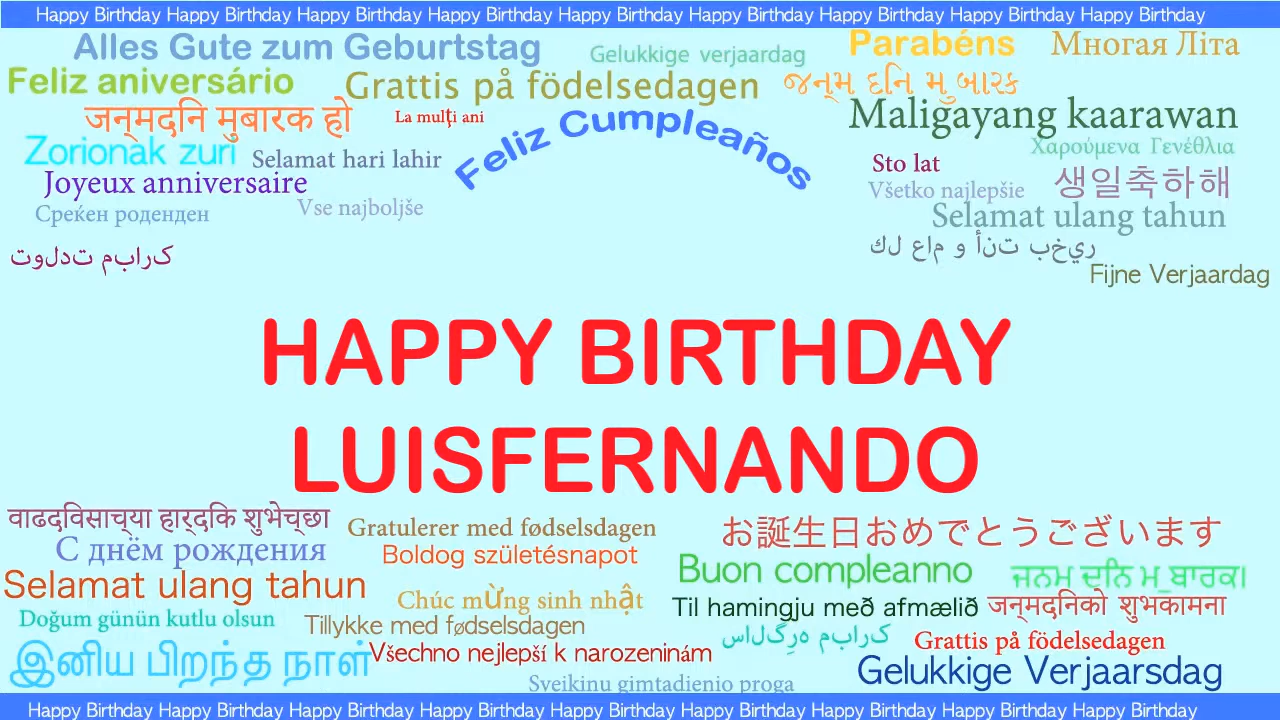 Happy Birthday Happy Birthday Happy Birthday Happy Birthday Happy Birthday Happy Birthday Happy Birthday Happy Birthday Happy Birthday
Alles Gute zum Geburtstag
Gelukkige verjaardag
Parabéns
Многая Літа
Feliz aniversário
Grattis på födelsedagen
જન્મ દનિ મુબારક
जन्मदनि मुबारक हो
La mulţi ani
Feliz Cumpleaños
Maligayang kaarawan
Zorionak zuri
Selamat hari lahir
Χαρούμενα Γενέθλια
Sto lat
Joyeux anniversaire
Všetko najlepšie
생일축하해
Среќен роденден
Vse najboljše
Selamat ulang tahun
تولدت مبارک
كل عام و أنت بخير
Fijne Verjaardag
HAPPY BIRTHDAY
LUISFERNANDO
वाढदविसाच्या हार्दकि शुभेच्छा
Gratulerer med fødselsdagen
お誕生日おめでとうございます
С днём рождения
Boldog születésnapot
Buon compleanno
ਜਨਮ ਦਨਿ ਮੁਬਾਰਕ।
Selamat ulang tahun
Chúc mừng sinh nhật
Til hamingju með afmælið
जन्मदनिको शुभकामना
Doğum günün kutlu olsun
Tillykke med fødselsdagen
سالگرہ مبارک
Grattis på födelsedagen
இனிய பிறந்த நாள்
Všechno nejlepší k narozeninám
Gelukkige Verjaarsdag
Sveikinu gimtadienio proga
Happy Birthday Happy Birthday Happy Birthday Happy Birthday Happy Birthday Happy Birthday Happy Birthday Happy Birthday Happy Birthday